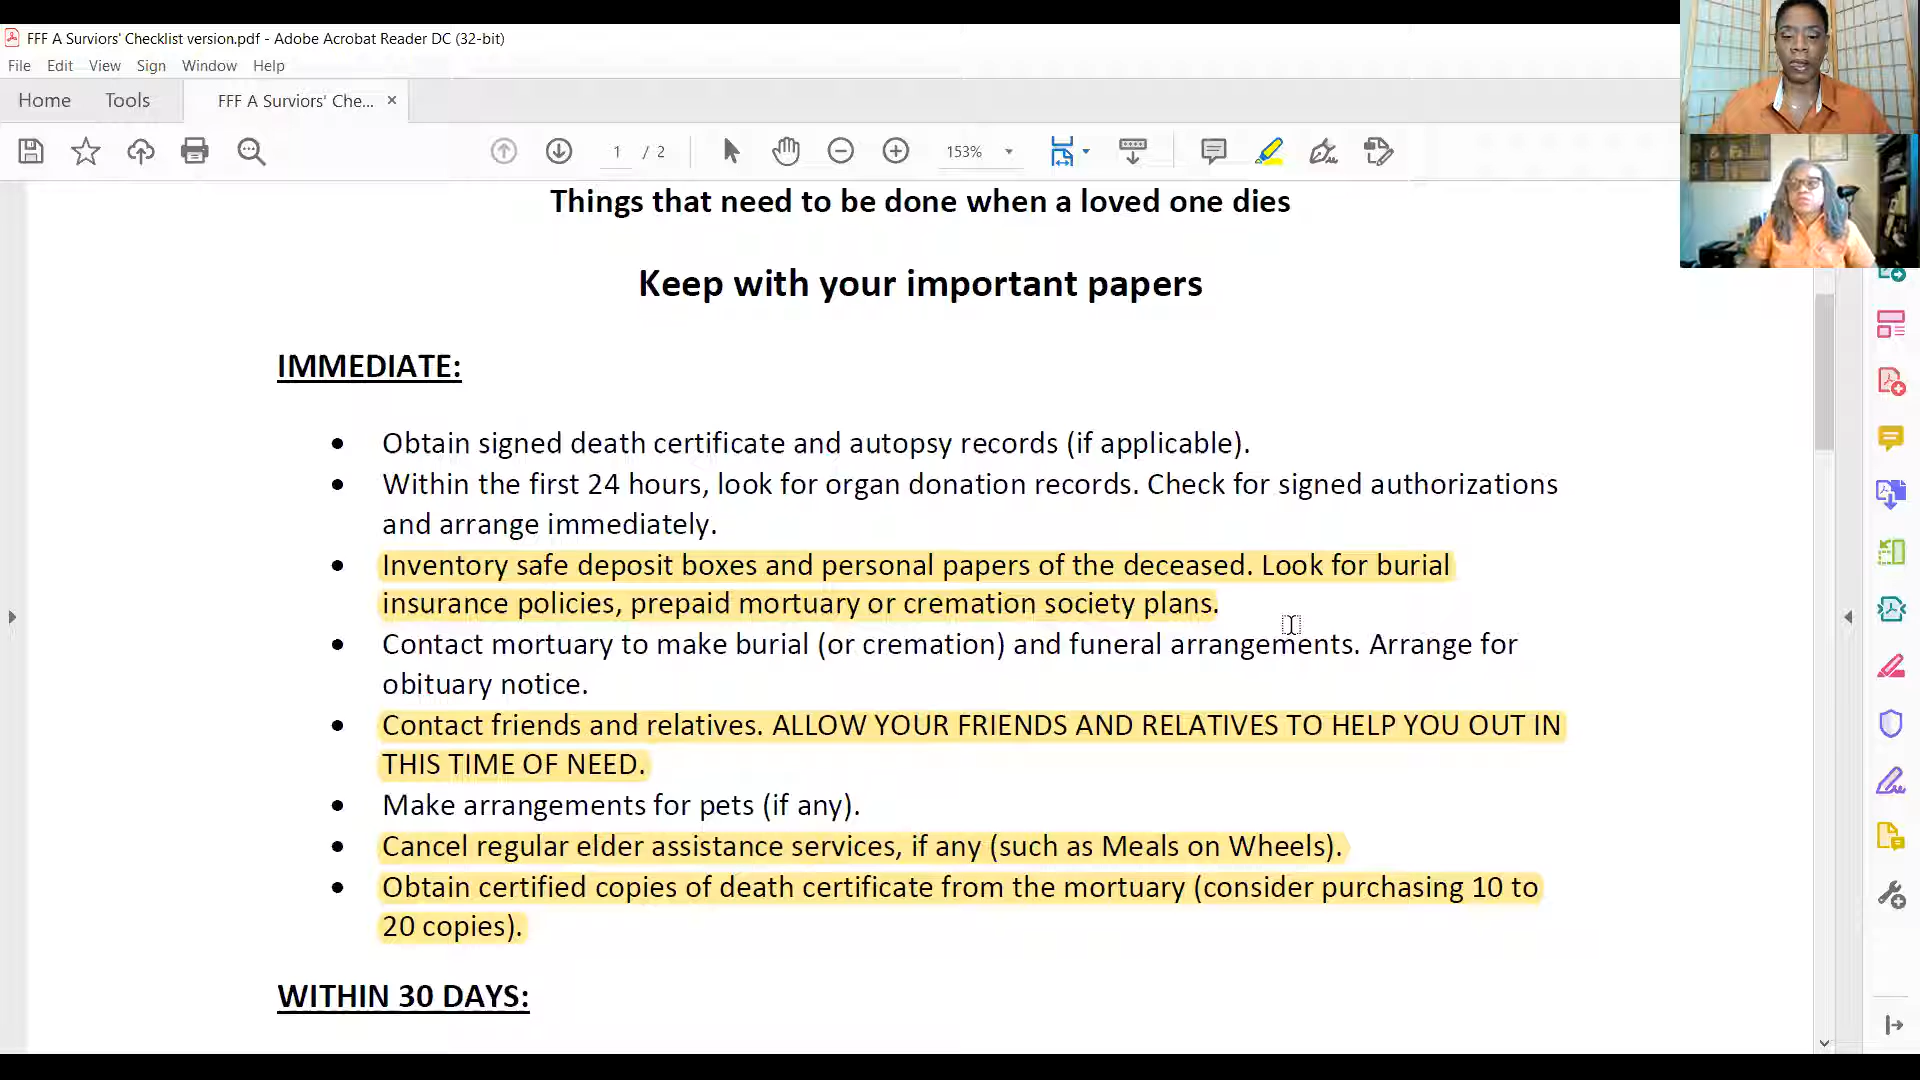 FFF A Surviors' Checklist version.pdf - Adobe Acrobat Reader DC (32-bit)
File Edit View Sign Window Help
Home Tools FFF A Surviors' Che... ×
1 / 2 153%
Things that need to be done when a loved one dies
Keep with your important papers
IMMEDIATE:
• Obtain signed death certificate and autopsy records (if applicable).
• Within the first 24 hours, look for organ donation records. Check for signed authorizations
and arrange immediately.
• Inventory safe deposit boxes and personal papers of the deceased. Look for burial
insurance policies, prepaid mortuary or cremation society plans.
• Contact mortuary to make burial (or cremation) and funeral arrangements. Arrange for
obituary notice.
• Contact friends and relatives. ALLOW YOUR FRIENDS AND RELATIVES TO HELP YOU OUT IN
THIS TIME OF NEED.
• Make arrangements for pets (if any).
• Cancel regular elder assistance services, if any (such as Meals on Wheels).
• Obtain certified copies of death certificate from the mortuary (consider purchasing 10 to
20 copies).
WITHIN 30 DAYS: